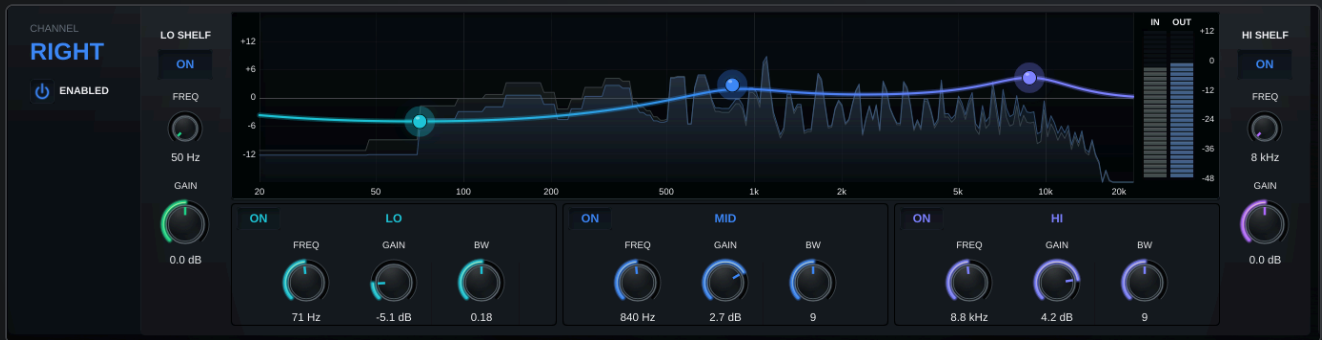 CHANNEL
RIGHT
ENABLED
LO SHELF
ON
FREQ
50 Hz
GAIN
0.0 dB
+12
+6
0
-6
-12
20 50 100 200 500 1k 2k 5k 10k 20k
IN OUT
+12
0
-12
-24
-36
-48
HI SHELF
ON
FREQ
8 kHz
GAIN
0.0 dB
ON LO
FREQ GAIN BW
71 Hz -5.1 dB 0.18
ON MID
FREQ GAIN BW
840 Hz 2.7 dB 9
ON HI
FREQ GAIN BW
8.8 kHz 4.2 dB 9